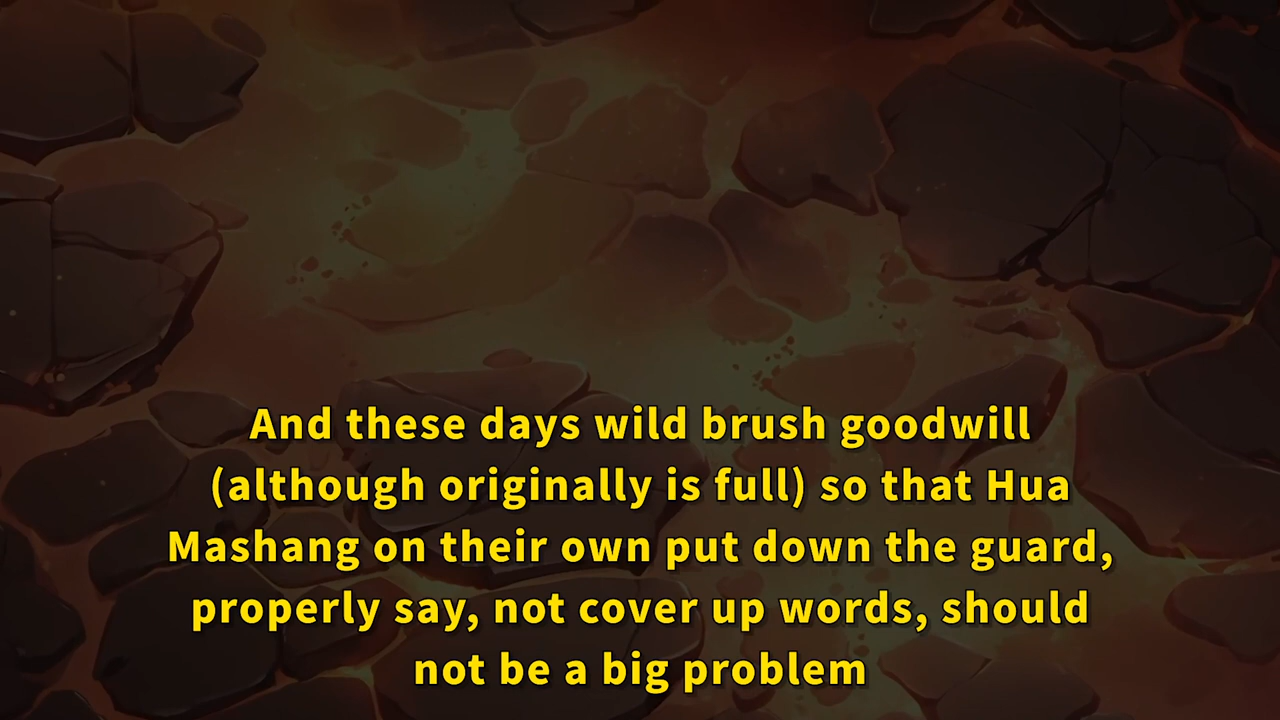 And these days wild brush goodwill
(although originally is full) so that Hua
Mashang on their own put down the guard,
properly say, not cover up words, should
not be a big problem